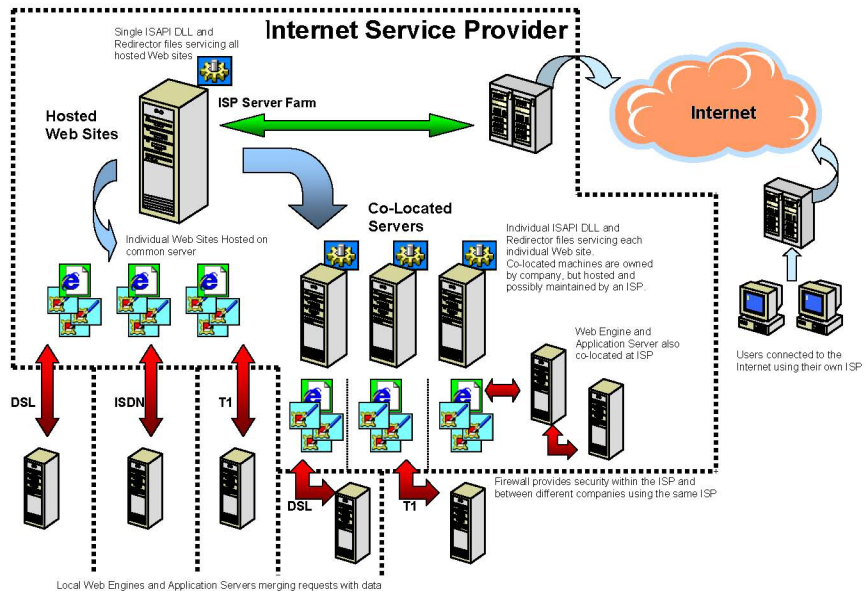 Internet Service Provider
Single ISAPI DLL and
Redirector files servicing all
hosted Web sites
ISP Server Farm
Hosted
Web Sites
Internet
Co-Located
Servers
Individual Web Sites Hosted on
common server
Individual ISAPI DLL and
Redirector files servicing each
individual Web site.
Co-located machines are owned
by company, but hosted and
possibly maintained by an ISP.
Web Engine and
Application Server also
co-located at ISP
Users connected to the
Internet using their own ISP
DSL
ISDN
T1
DSL
T1
Firewall provides security within the ISP and
between different companies using the same ISP
Local Web Engines and Application Servers merging requests with data